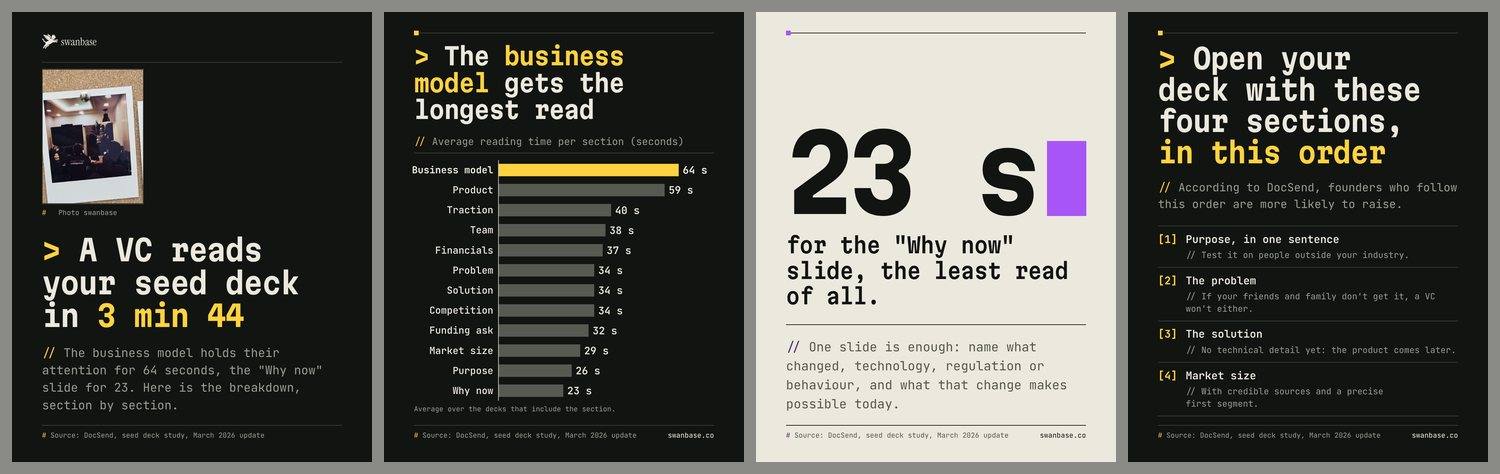 swanbase
# Photo swanbase
> A VC reads
your seed deck
in 3 min 44
// The business model holds their
attention for 64 seconds, the "Why now"
slide for 23. Here is the breakdown,
section by section.
# Source: DocSend, seed deck study, March 2026 update
> The business
model gets the
longest read
// Average reading time per section (seconds)
Business model 64 s
Product 59 s
Traction 40 s
Team 38 s
Financials 37 s
Problem 34 s
Solution 34 s
Competition 34 s
Funding ask 32 s
Market size 29 s
Purpose 26 s
Why now 23 s
Average over the decks that include the section.
# Source: DocSend, seed deck study, March 2026 update swanbase.co
23 s
for the "Why now"
slide, the least read
of all.
// One slide is enough: name what
changed, technology, regulation or
behaviour, and what that change makes
possible today.
# Source: DocSend, seed deck study, March 2026 update swanbase.co
> Open your
deck with these
four sections,
in this order
// According to DocSend, founders who follow
this order are more likely to raise.
[1] Purpose, in one sentence
// Test it on people outside your industry.
[2] The problem
// If your friends and family don't get it, a VC
won't either.
[3] The solution
// No technical detail yet: the product comes later.
[4] Market size
// With credible sources and a precise
first segment.
# Source: DocSend, seed deck study, March 2026 update swanbase.co